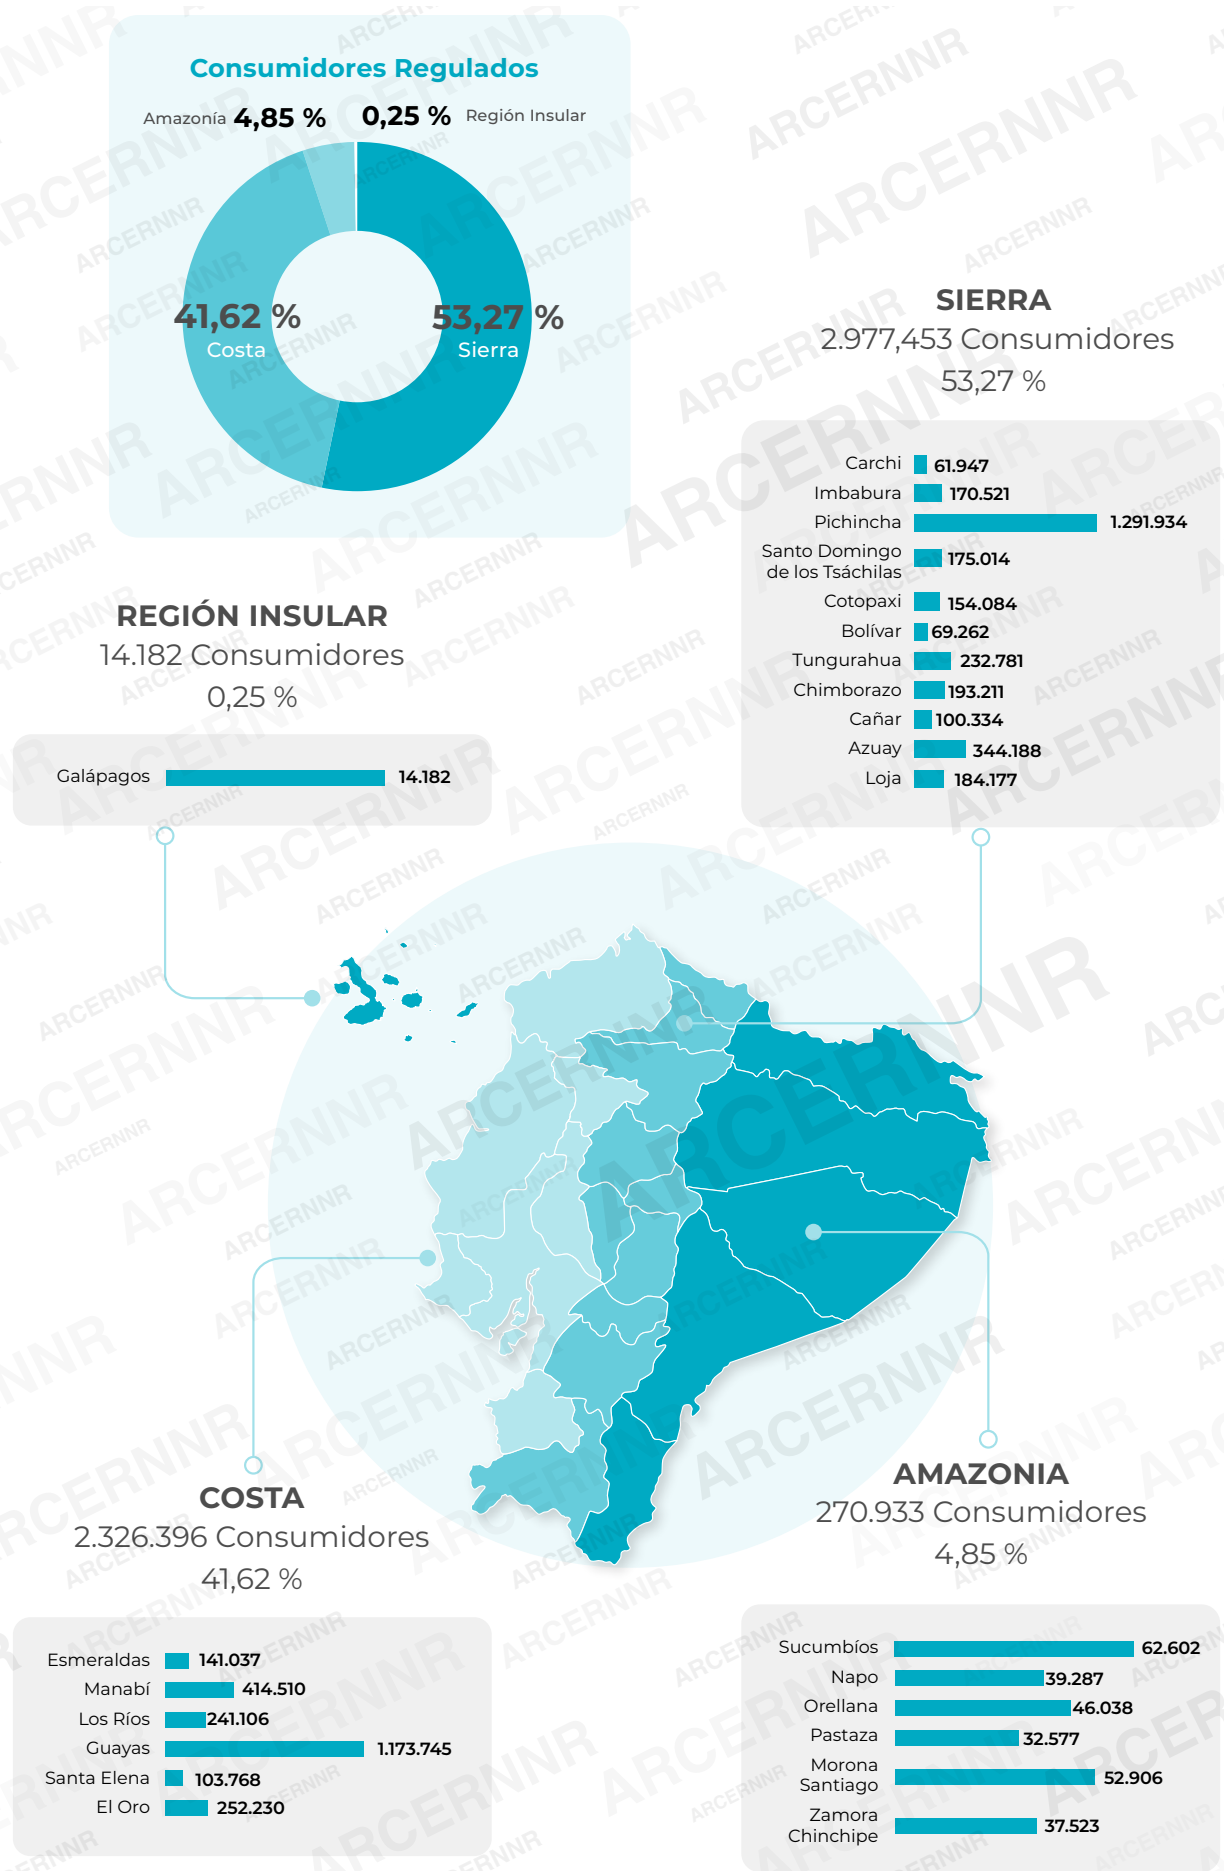 Consumidores Regulados
Amazonía 4,85 % 0,25 % Región Insular
41,62 %
Costa
53,27 %
Sierra
SIERRA
2.977,453 Consumidores
53,27 %
Carchi 61.947
Imbabura 170.521
Pichincha 1.291.934
Santo Domingo
de los Tsáchilas 175.014
Cotopaxi 154.084
Bolívar 69.262
Tungurahua 232.781
Chimborazo 193.211
Cañar 100.334
Azuay 344.188
Loja 184.177
REGIÓN INSULAR
14.182 Consumidores
0,25 %
Galápagos 14.182
COSTA
2.326.396 Consumidores
41,62 %
Esmeraldas 141.037
Manabí 414.510
Los Ríos 241.106
Guayas 1.173.745
Santa Elena 103.768
El Oro 252.230
AMAZONIA
270.933 Consumidores
4,85 %
Sucumbíos 62.602
Napo 39.287
Orellana 46.038
Pastaza 32.577
Morona
Santiago 52.906
Zamora
Chinchipe 37.523
ARCERNNR